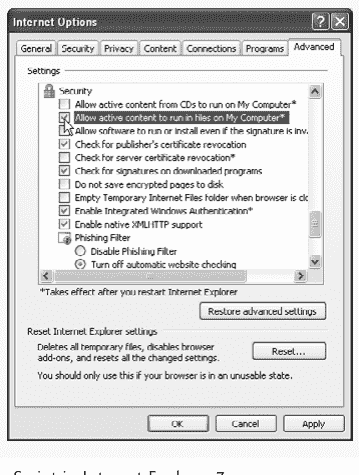 Internet Options
General Security Privacy Content Connections Programs Advanced
Settings
Security
Allow active content from CDs to run on My Computer*
Allow active content to run in files on My Computer*
Allow software to run or install even if the signature is inv
Check for publisher's certificate revocation
Check for server certificate revocation*
Check for signatures on downloaded programs
Do not save encrypted pages to disk
Empty Temporary Internet Files folder when browser is clo
Enable Integrated Windows Authentication*
Enable native XMLHTTP support
Phishing Filter
Disable Phishing Filter
Turn off automatic website checking
*Takes effect after you restart Internet Explorer
Restore advanced settings
Reset Internet Explorer settings
Deletes all temporary files, disables browser
add-ons, and resets all the changed settings.
Reset...
You should only use this if your browser is in an unusable state.
OK Cancel Apply